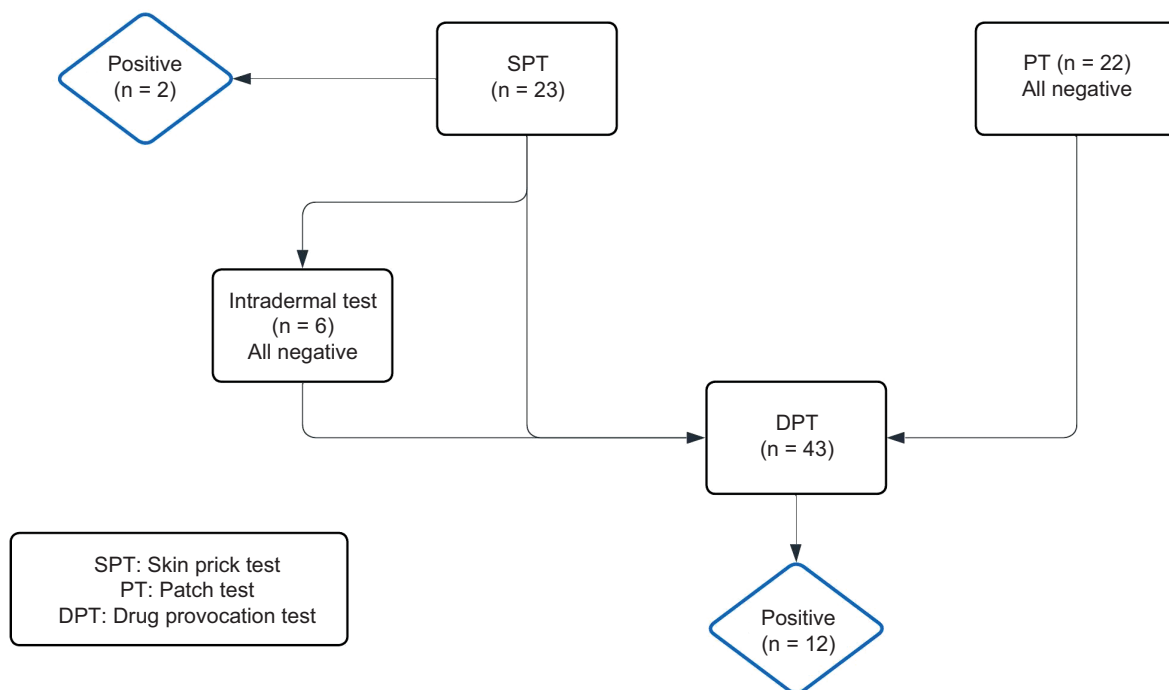 Positive
(n = 2)
SPT
(n = 23)
PT (n = 22)
All negative
Intradermal test
(n = 6)
All negative
DPT
(n = 43)
SPT: Skin prick test
PT: Patch test
DPT: Drug provocation test
Positive
(n = 12)